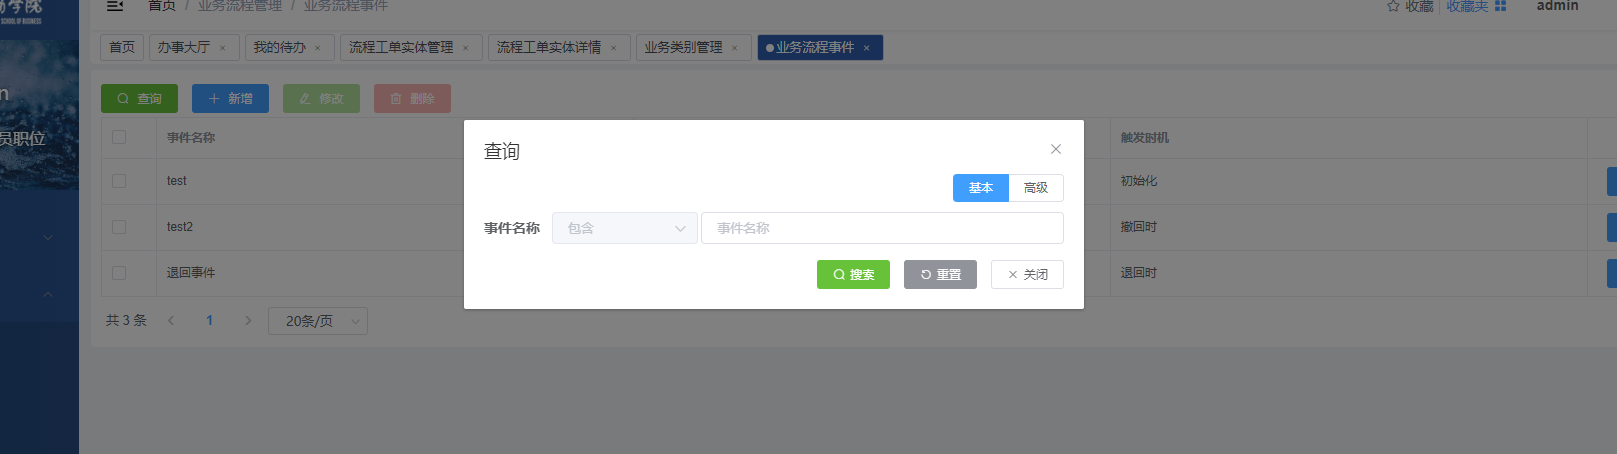 学院
SCHOOL OF BUSINESS
首页 / 业务流程管理 / 业务流程事件
收藏 收藏夹 admin
首页 办事大厅 × 我的待办 × 流程工单实体管理 × 流程工单实体详情 × 业务类别管理 × 业务流程事件 ×
n
员职位
查询 新增 修改 删除
事件名称 触发时机
test 初始化
test2 撤回时
退回事件 退回时
共 3 条 1 20条/页
查询
基本 高级
事件名称 包含 事件名称
搜索 重置 关闭